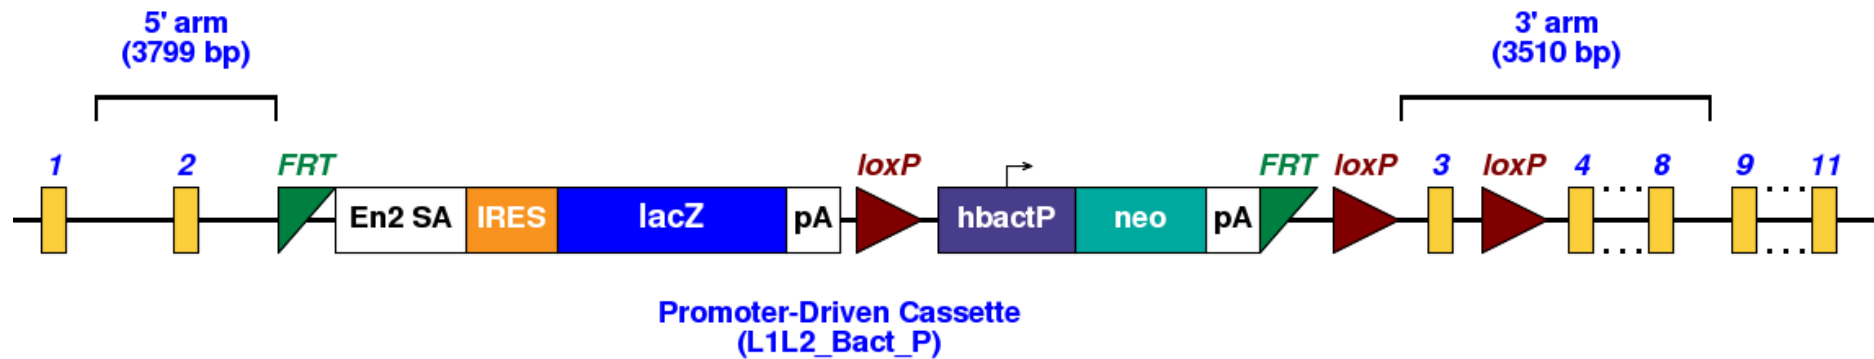 5' arm
(3799 bp)
3' arm
(3510 bp)
1 2 FRT loxP FRT loxP 3 loxP 4 ... 8 9 ... 11
En2 SA IRES lacZ pA hbactP neo pA
... ...
Promoter-Driven Cassette
(L1L2_Bact_P)